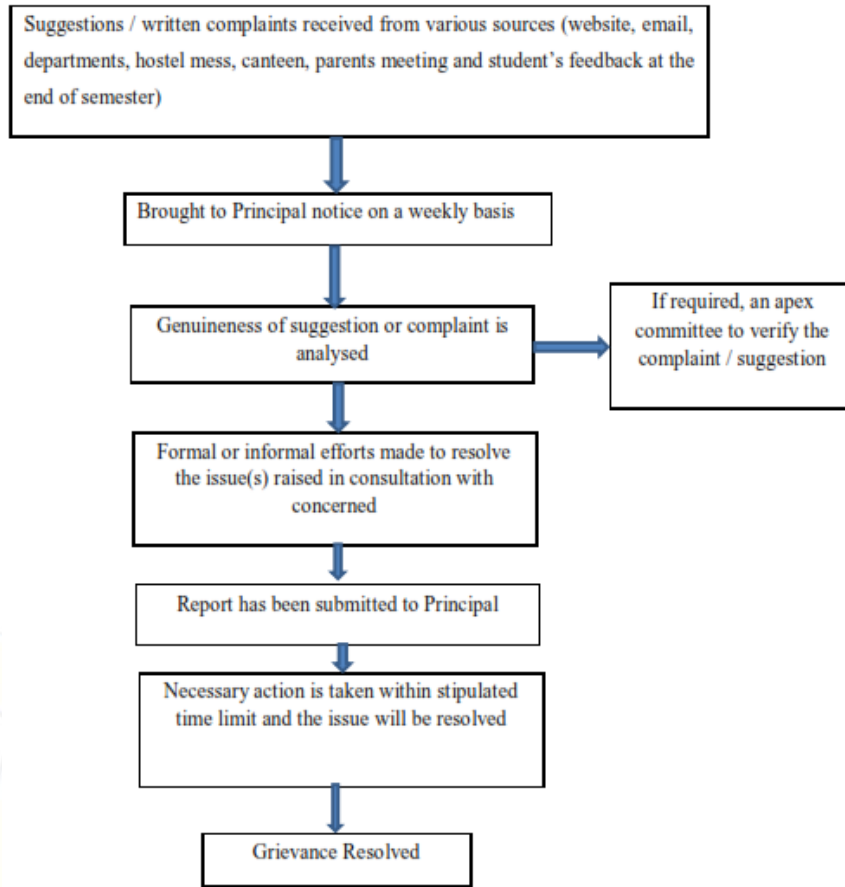 Suggestions / written complaints received from various sources (website, email,
departments, hostel mess, canteen, parents meeting and student's feedback at the
end of semester)
Brought to Principal notice on a weekly basis
Genuineness of suggestion or complaint is
analysed
If required, an apex
committee to verify the
complaint / suggestion
Formal or informal efforts made to resolve
the issue(s) raised in consultation with
concerned
Report has been submitted to Principal
Necessary action is taken within stipulated
time limit and the issue will be resolved
Grievance Resolved